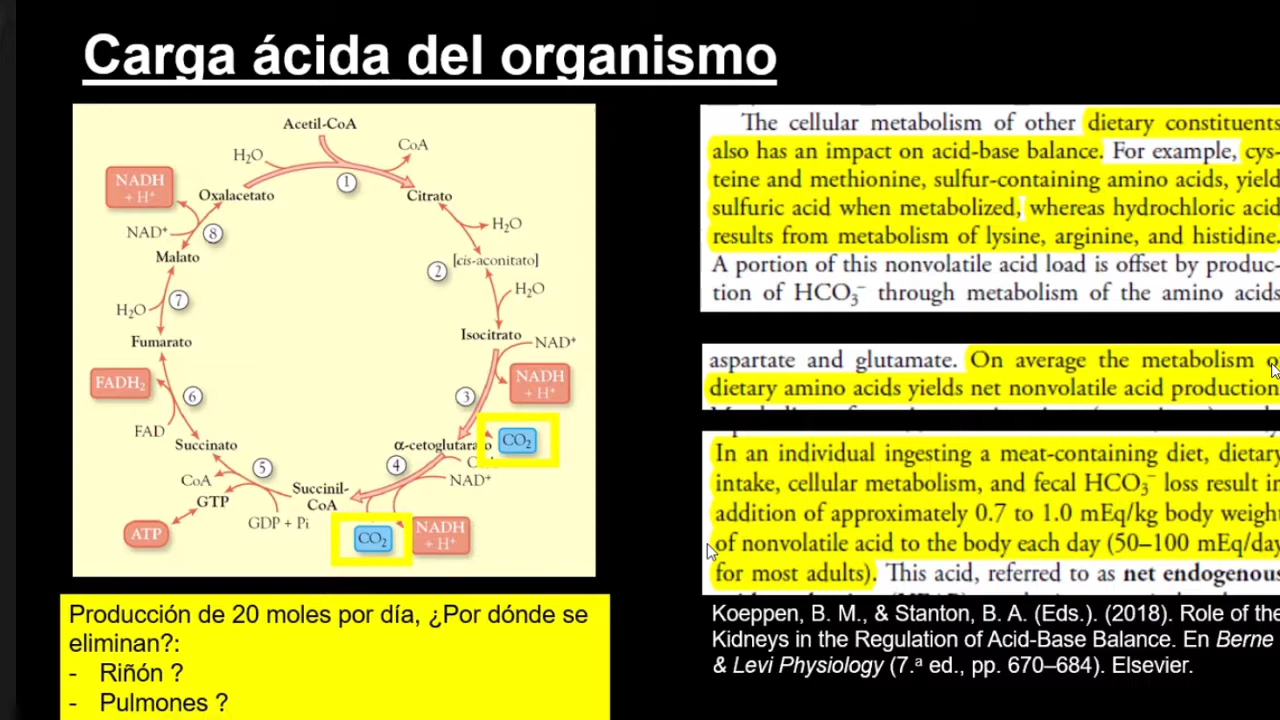 Carga ácida del organismo
Acetil-CoA
CoA
H₂O
NADH
+ H⁺
Oxalacetato
①
Citrato
NAD⁺
⑧
H₂O
Malato
②
[cis-aconitato]
H₂O
⑦
H₂O
Fumarato
Isocitrato
NAD⁺
FADH₂
NADH
+ H⁺
⑥
③
FAD
Succinato
α-cetoglutarato
CO₂
⑤
④
CoA
NAD⁺
GTP
Succinil-
CoA
GDP + Pi
ATP
CO₂
NADH
+ H⁺
Producción de 20 moles por día, ¿Por dónde se
eliminan?:
- Riñón ?
- Pulmones ?
The cellular metabolism of other dietary constituents
also has an impact on acid-base balance. For example, cys-
teine and methionine, sulfur-containing amino acids, yield
sulfuric acid when metabolized, whereas hydrochloric acid
results from metabolism of lysine, arginine, and histidine.
A portion of this nonvolatile acid load is offset by produc-
tion of HCO₃⁻ through metabolism of the amino acids
aspartate and glutamate. On average the metabolism
dietary amino acids yields net nonvolatile acid production
In an individual ingesting a meat-containing diet, dietary
intake, cellular metabolism, and fecal HCO₃⁻ loss result in
addition of approximately 0.7 to 1.0 mEq/kg body weight
of nonvolatile acid to the body each day (50–100 mEq/day
for most adults). This acid, referred to as net endogenous
Koeppen, B. M., & Stanton, B. A. (Eds.). (2018). Role of the
Kidneys in the Regulation of Acid-Base Balance. En Berne
& Levi Physiology (7.ª ed., pp. 670–684). Elsevier.